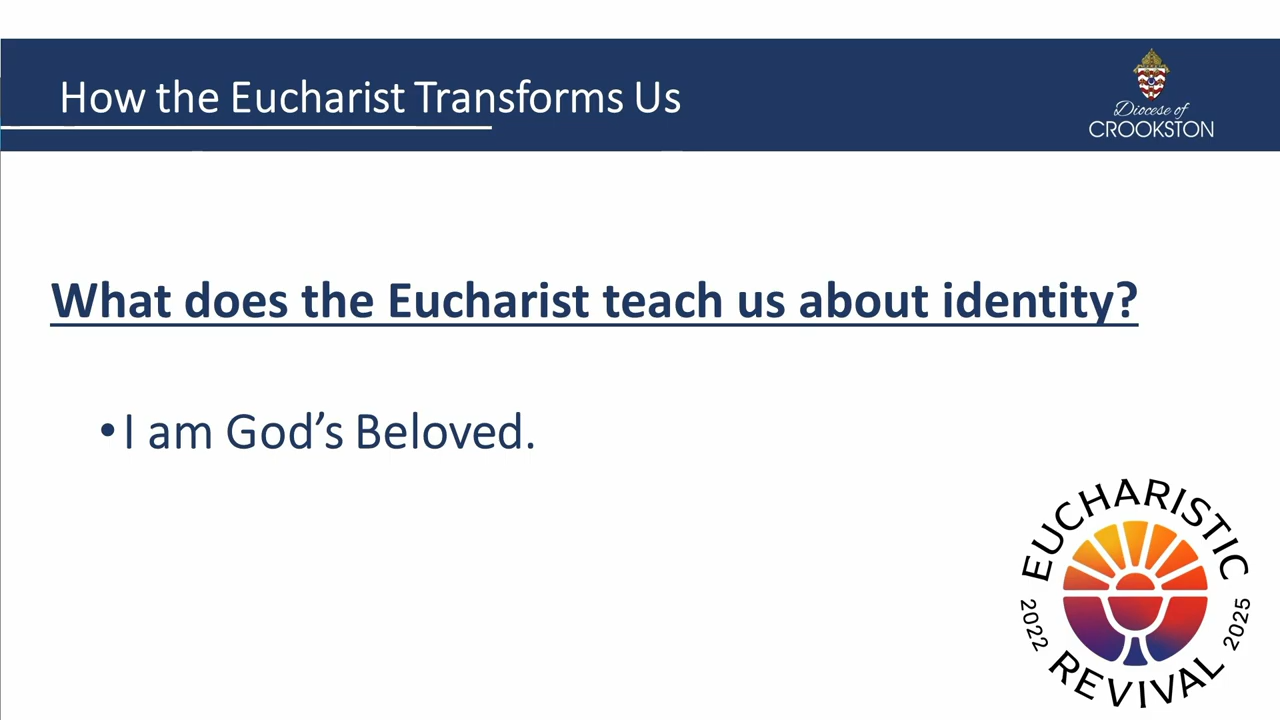 How the Eucharist Transforms Us
Diocese of
CROOKSTON
What does the Eucharist teach us about identity?
•I am God’s Beloved.
EUCHARISTIC
2022
2025
REVIVAL